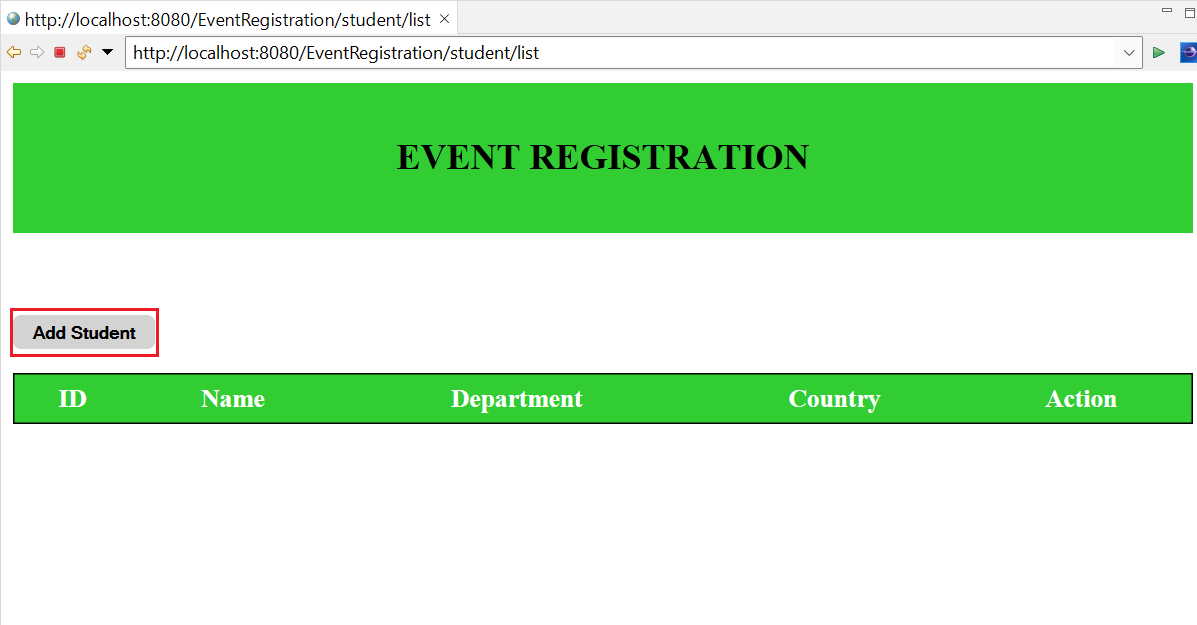 http://localhost:8080/EventRegistration/student/list
http://localhost:8080/EventRegistration/student/list
EVENT REGISTRATION
Add Student
ID Name Department Country Action